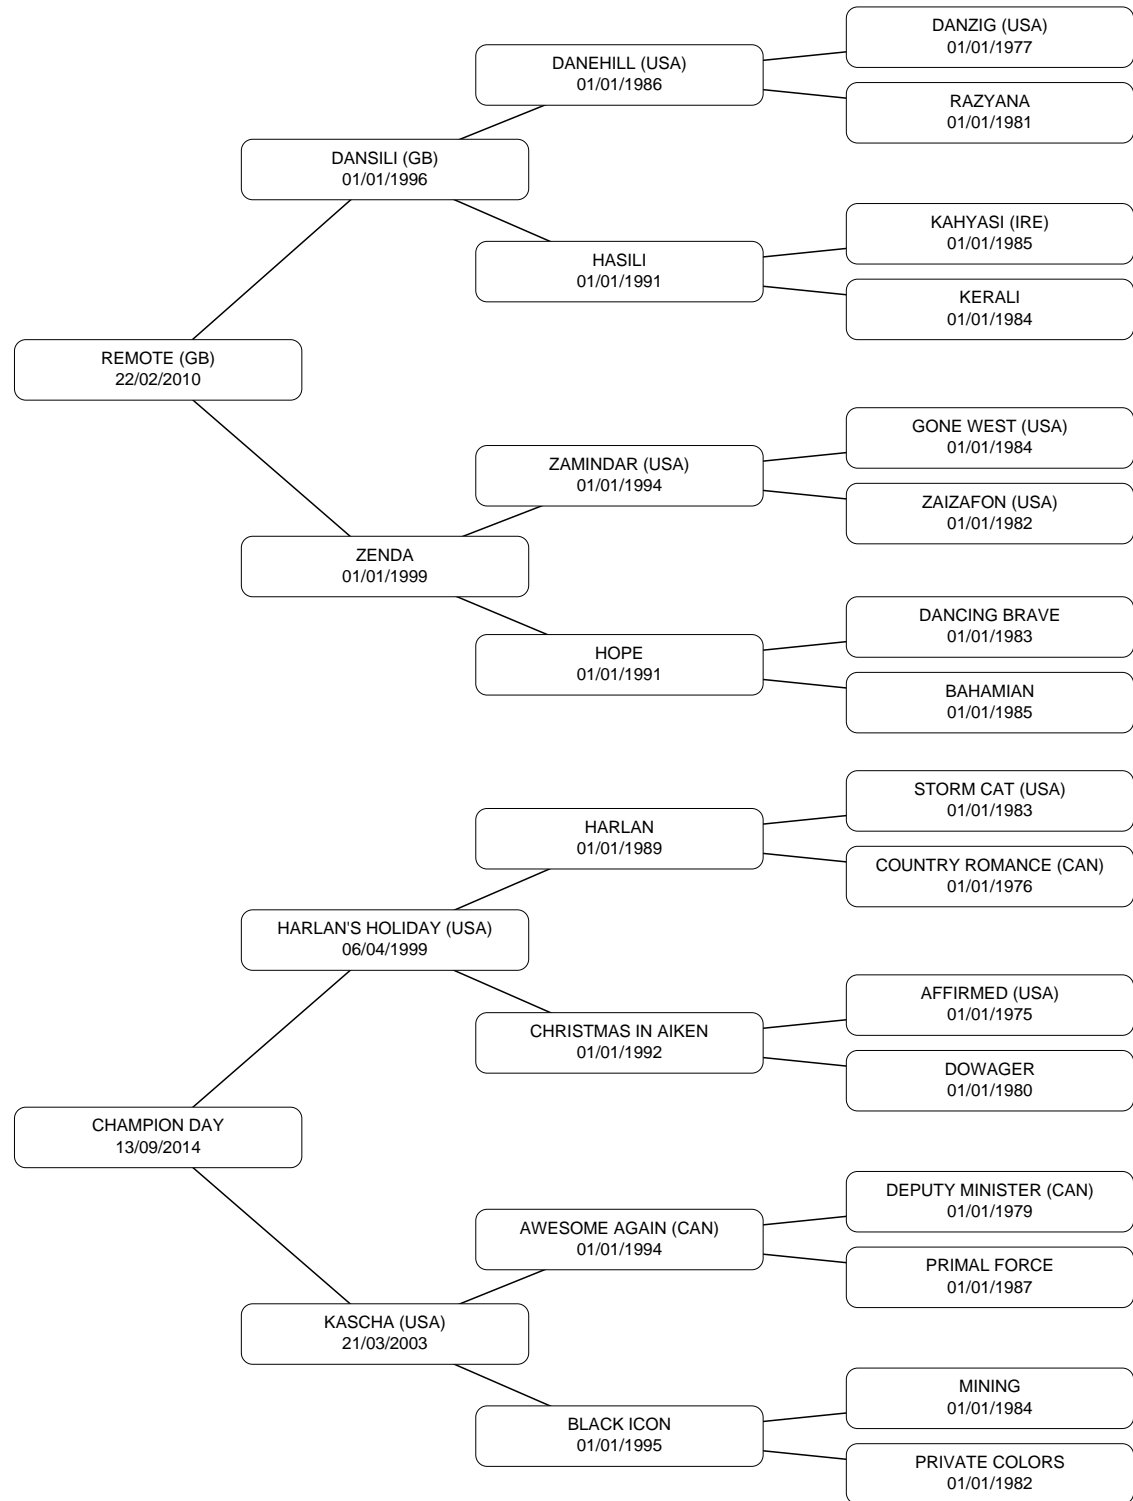 DANZIG (USA)
01/01/1977
DANEHILL (USA)
01/01/1986
RAZYANA
01/01/1981
DANSILI (GB)
01/01/1996
KAHYASI (IRE)
01/01/1985
HASILI
01/01/1991
KERALI
01/01/1984
REMOTE (GB)
22/02/2010
GONE WEST (USA)
01/01/1984
ZAMINDAR (USA)
01/01/1994
ZAIZAFON (USA)
01/01/1982
ZENDA
01/01/1999
DANCING BRAVE
01/01/1983
HOPE
01/01/1991
BAHAMIAN
01/01/1985
STORM CAT (USA)
01/01/1983
HARLAN
01/01/1989
COUNTRY ROMANCE (CAN)
01/01/1976
HARLAN'S HOLIDAY (USA)
06/04/1999
AFFIRMED (USA)
01/01/1975
CHRISTMAS IN AIKEN
01/01/1992
DOWAGER
01/01/1980
CHAMPION DAY
13/09/2014
DEPUTY MINISTER (CAN)
01/01/1979
AWESOME AGAIN (CAN)
01/01/1994
PRIMAL FORCE
01/01/1987
KASCHA (USA)
21/03/2003
MINING
01/01/1984
BLACK ICON
01/01/1995
PRIVATE COLORS
01/01/1982